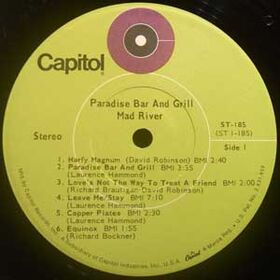 Capitol
Paradise Bar And Grill
Mad River
ST-185
(ST 1-185)
Stereo
Side 1
1. Harfy Magnum (David Robinson) BMI 2:40
2. Paradise Bar And Grill BMI 3:35
(Laurence Hammond)
3. Love's Not The Way To Treat A Friend BMI 2:00
(Richard Brautigan David Robinson)
4. Leave Me/Stay BMI 7:10
(Laurence Hammond)
5. Copper Plates BMI 2:30
(Laurence Hammond)
6. Equinox BMI 1:55
(Richard Bockner)